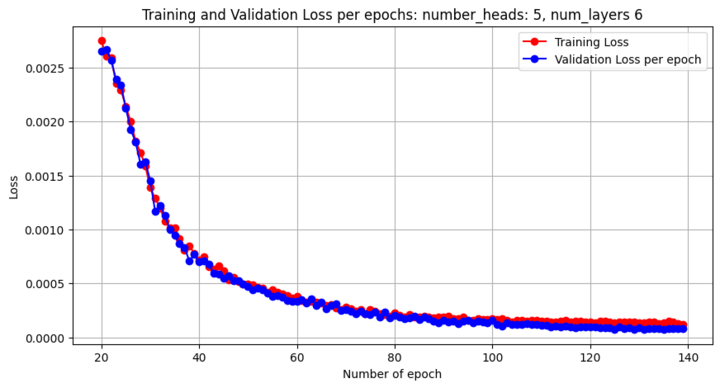 Training and Validation Loss per epochs: number_heads: 5, num_layers 6
Training Loss
Validation Loss per epoch
Loss
0.0025
0.0020
0.0015
0.0010
0.0005
0.0000
20 40 60 80 100 120 140
Number of epoch